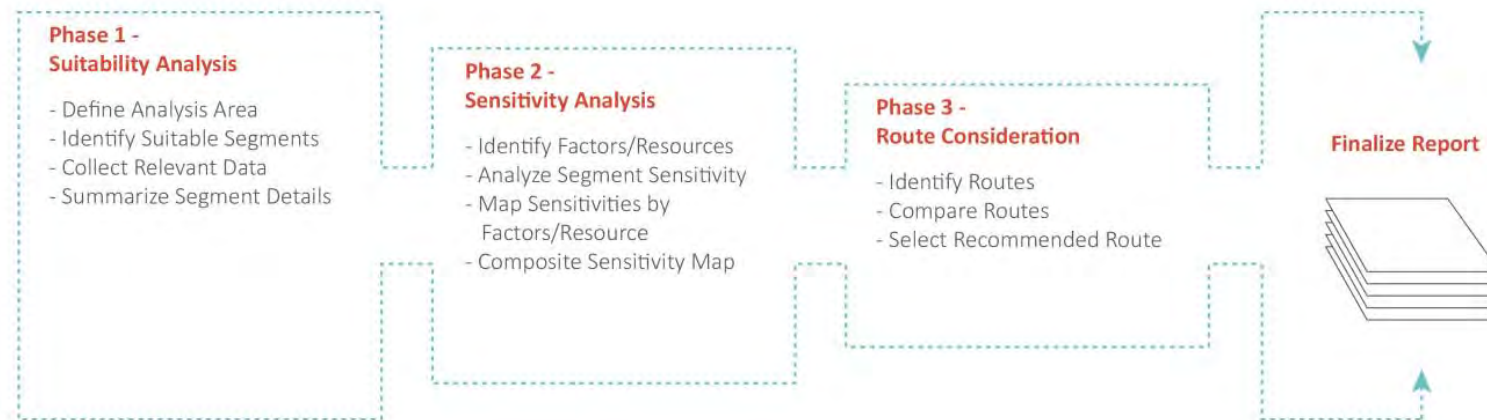 Phase 1 -
Suitability Analysis
- Define Analysis Area
- Identify Suitable Segments
- Collect Relevant Data
- Summarize Segment Details
Phase 2 -
Sensitivity Analysis
- Identify Factors/Resources
- Analyze Segment Sensitivity
- Map Sensitivities by
Factors/Resource
- Composite Sensitivity Map
Phase 3 -
Route Consideration
- Identify Routes
- Compare Routes
- Select Recommended Route
Finalize Report